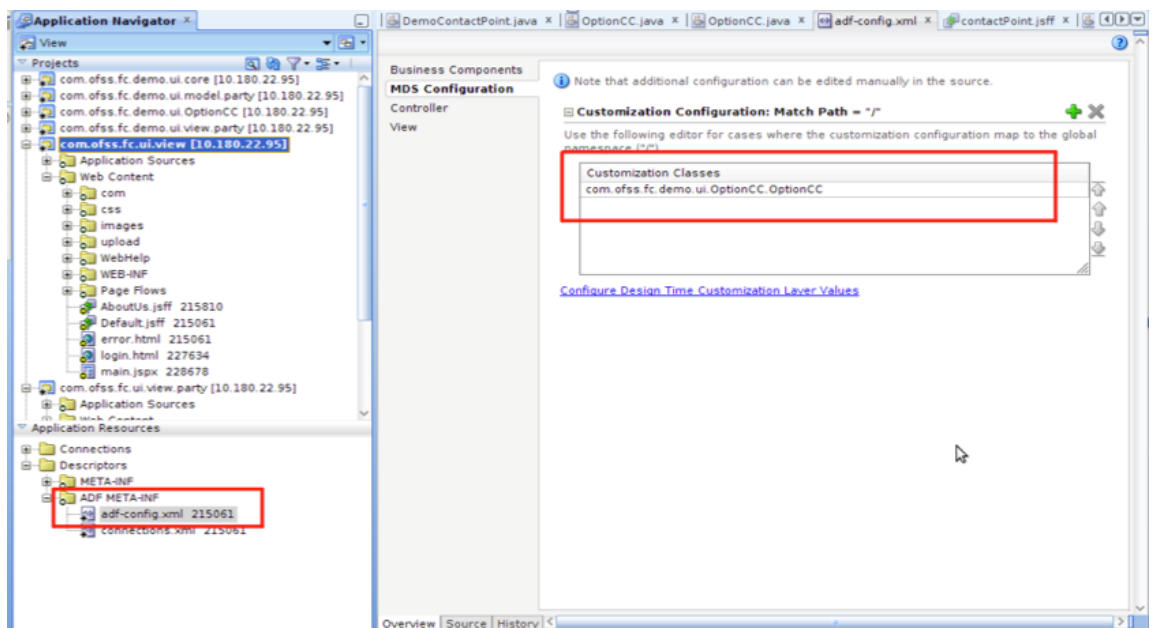 Application Navigator
View
Projects
com.ofss.fc.demo.ui.core [10.180.22.95]
com.ofss.fc.demo.ui.model.party [10.180.22.95]
com.ofss.fc.demo.ui.OptionCC [10.180.22.95]
com.ofss.fc.demo.ui.view.party [10.180.22.95]
com.ofss.fc.ui.view [10.180.22.95]
Application Sources
Web Content
com
css
images
upload
WebHelp
WEB-INF
Page Flows
AboutUs.jsff 215810
Default.jsff 215061
error.html 215061
login.html 227634
main.jspx 228678
com.ofss.fc.ui.view.party [10.180.22.95]
Application Sources
Web Content
Application Resources
Connections
Descriptors
META-INF
ADF META-INF
adf-config.xml 215061
connections.xml 215061
DemoContactPoint.java
OptionCC.java
OptionCC.java
adf-config.xml
contactPoint.jsff
Business Components
MDS Configuration
Controller
View
Note that additional configuration can be edited manually in the source.
Customization Configuration: Match Path = "/"
Use the following editor for cases where the customization configuration map to the global
namespace ("/")
Customization Classes
com.ofss.fc.demo.ui.OptionCC.OptionCC
Configure Design Time Customization Layer Values
Overview Source History